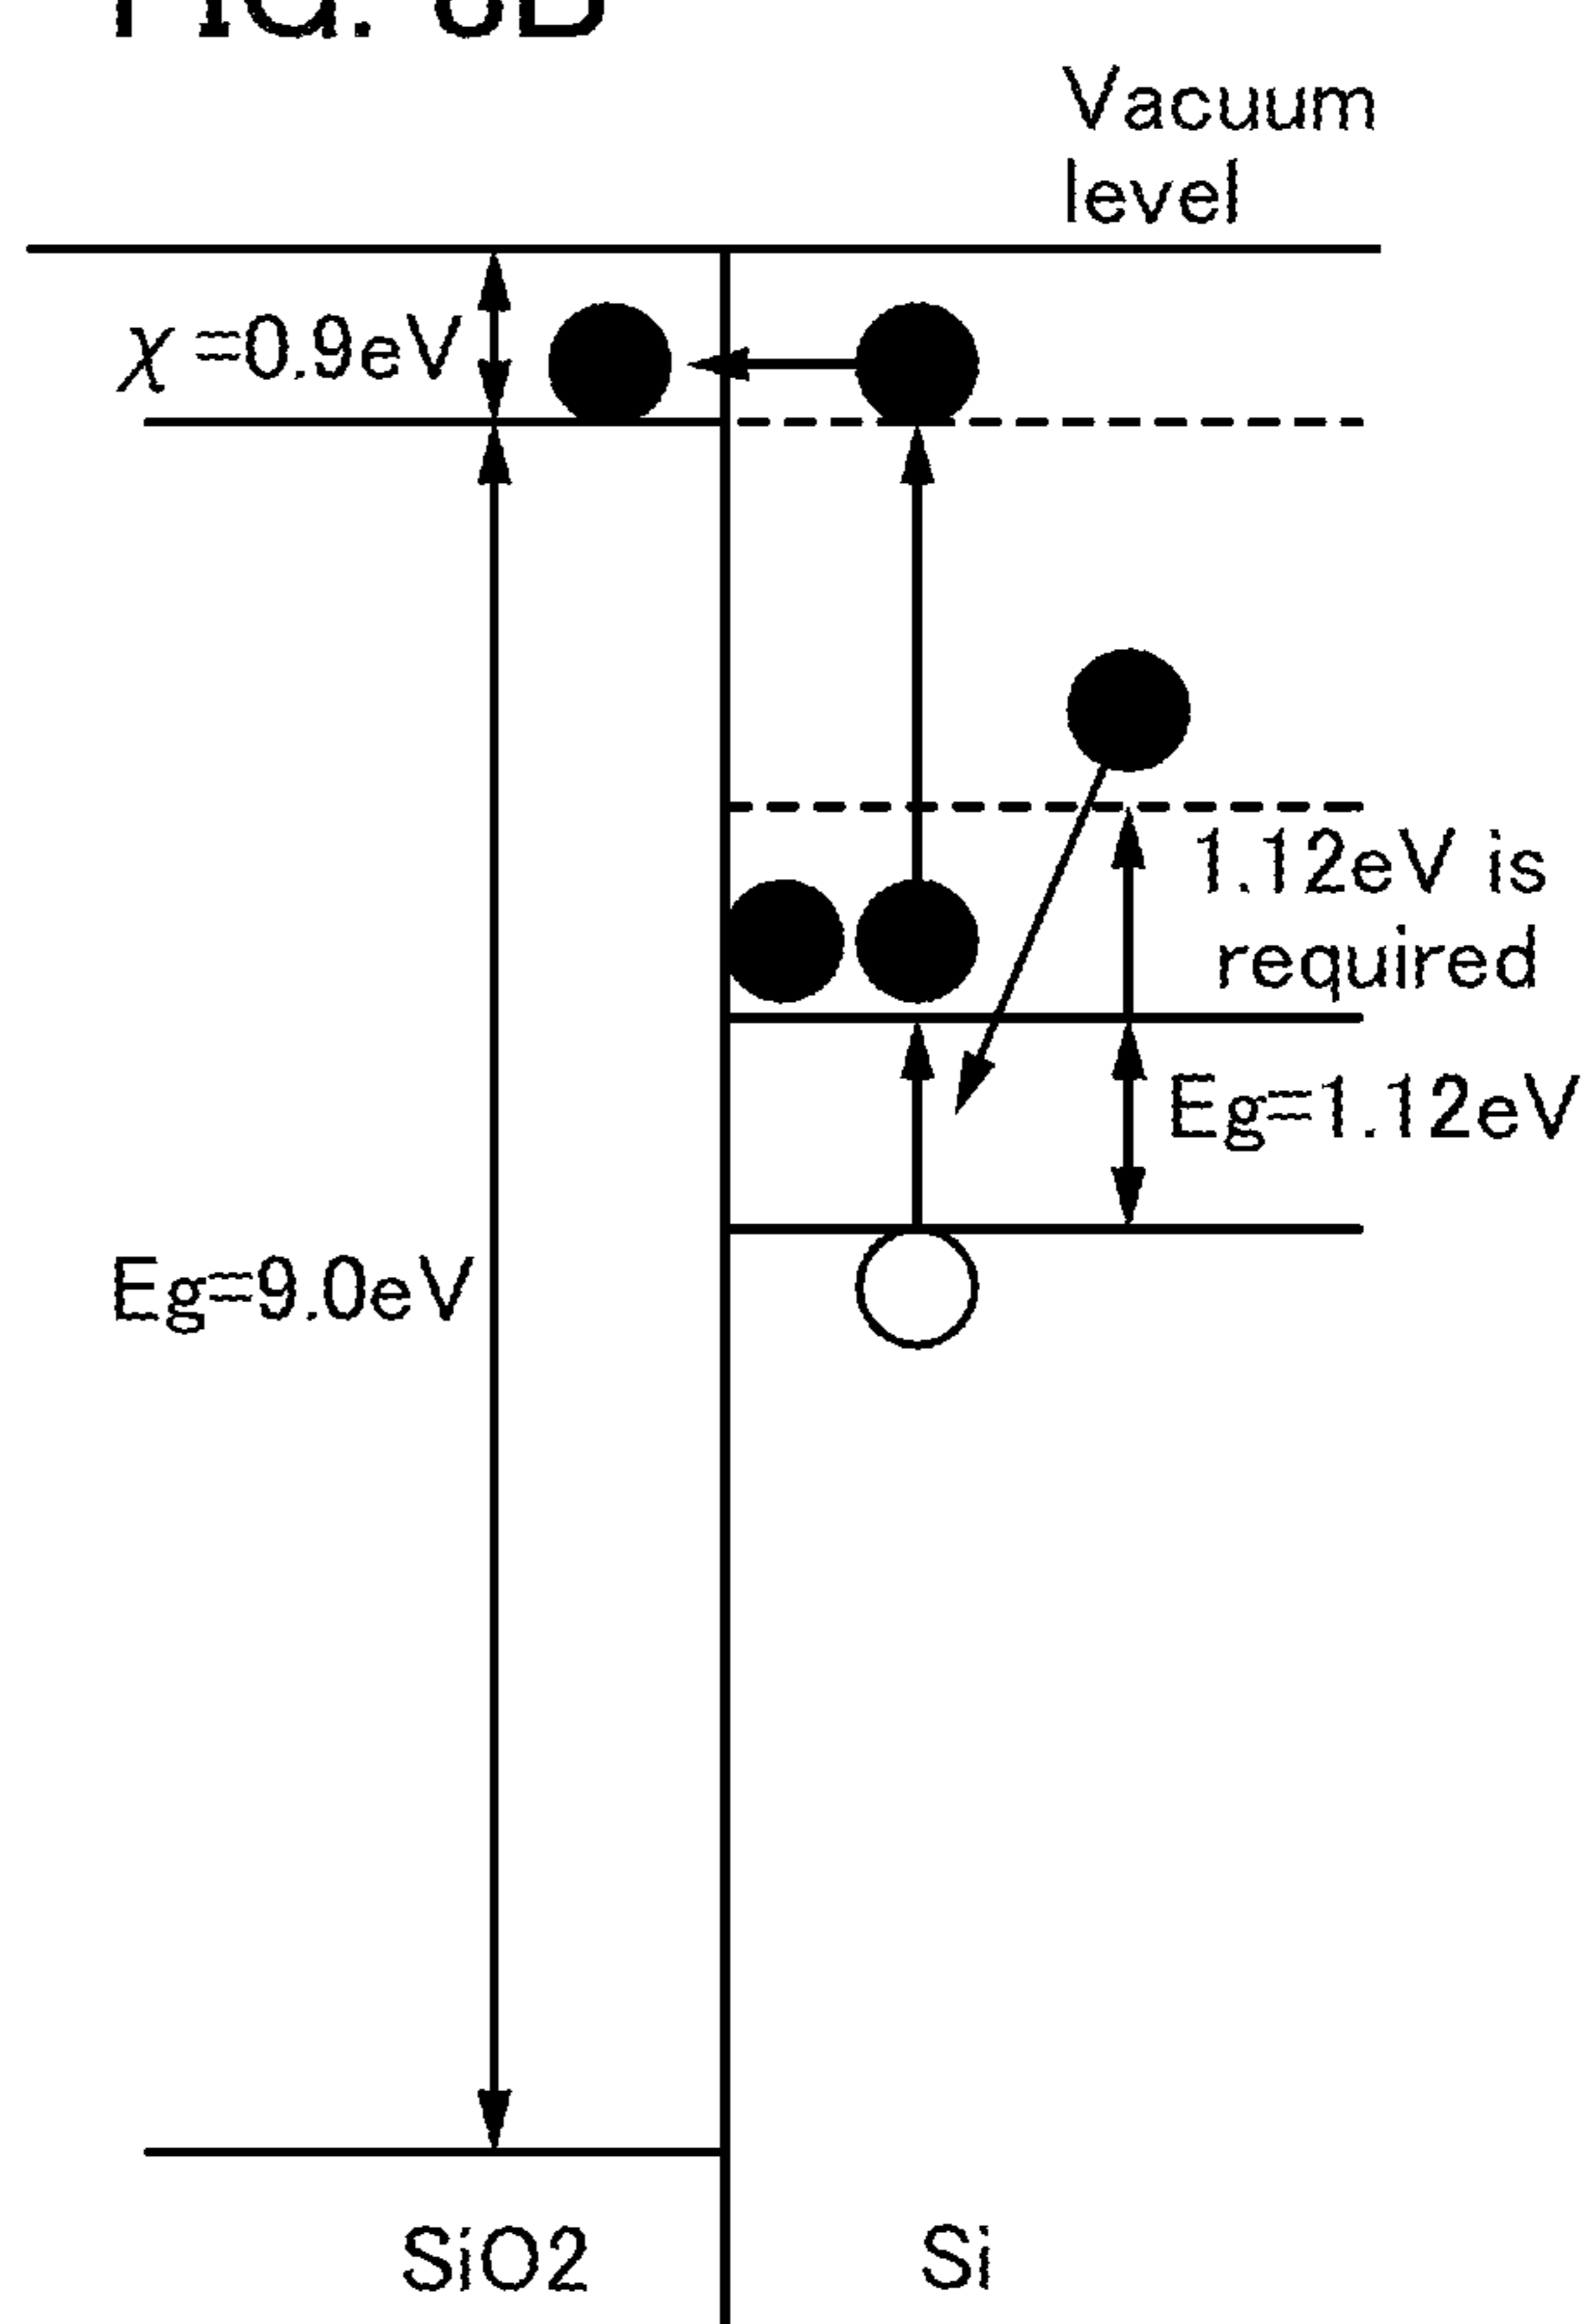 Vacuum
level
χ=0.9eV
1.12eV is
required
Eg=1.12eV
Eg=9.0eV
SiO2
Si